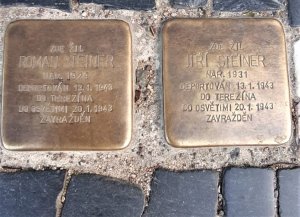 ZDE ŽIL
ROMAN STEINER
NAR. 1929
DEPORTOVÁN 13.1.1943
DO TEREZÍNA
DO OSVĚTIMI 20.1.1943
ZAVRAŽDĚN
ZDE ŽIL
JIŘÍ STEINER
NAR. 1931
DEPORTOVÁN 13.1.1943
DO TEREZÍNA
DO OSVĚTIMI 20.1.1943
ZAVRAŽDĚN